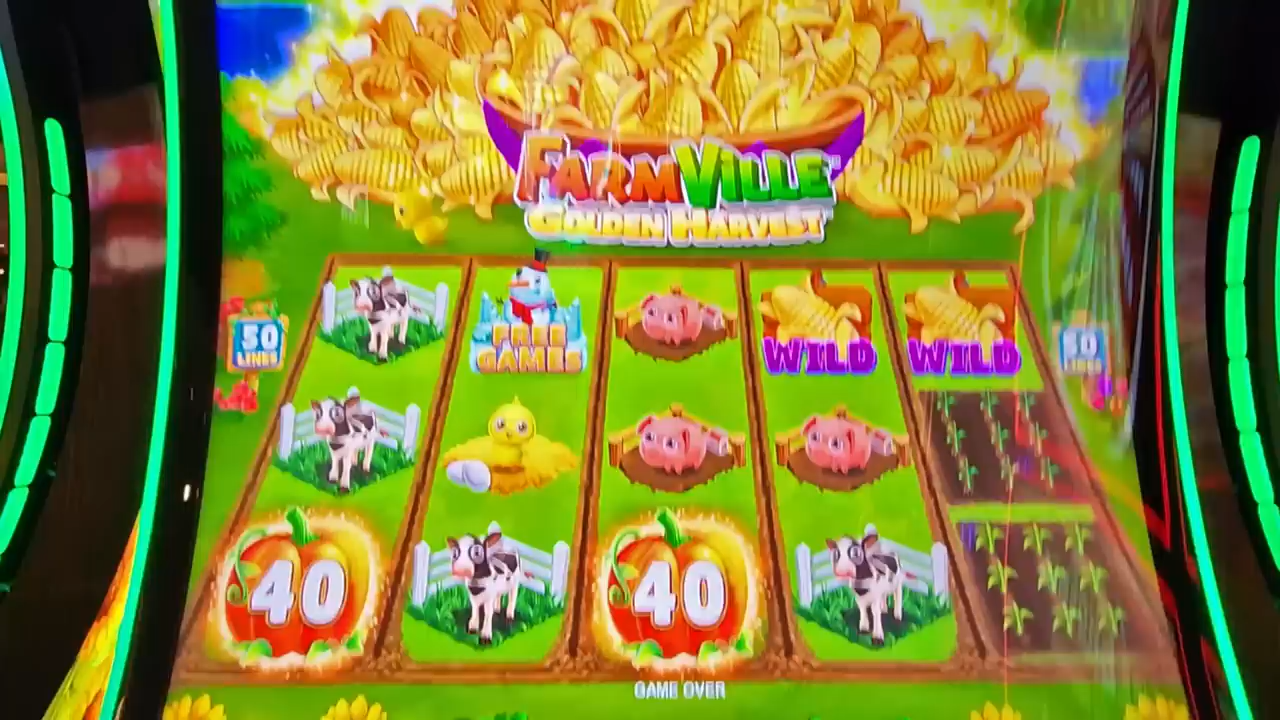 FARMVILLE
GOLDEN HARVEST
50
LINES
50
LINES
FREE
GAMES
WILD
WILD
40
40
GAME OVER